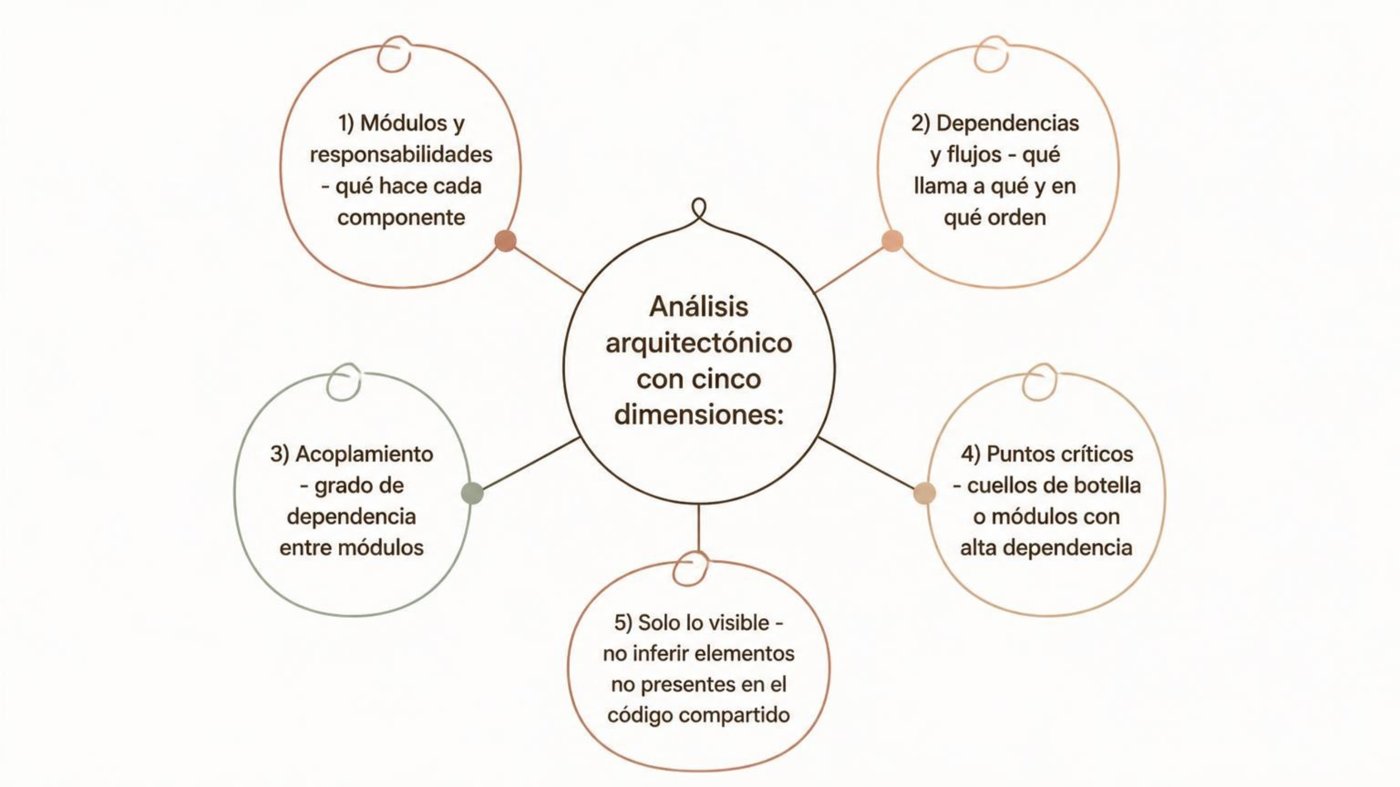 1) Módulos y
responsabilidades
- qué hace cada
componente
2) Dependencias
y flujos - qué
llama a qué y en
qué orden
Análisis
arquitectónico
con cinco
dimensiones:
3) Acoplamiento
- grado de
dependencia
entre módulos
4) Puntos críticos
- cuellos de botella
o módulos con
alta dependencia
5) Solo lo visible -
no inferir elementos
no presentes en el
código compartido